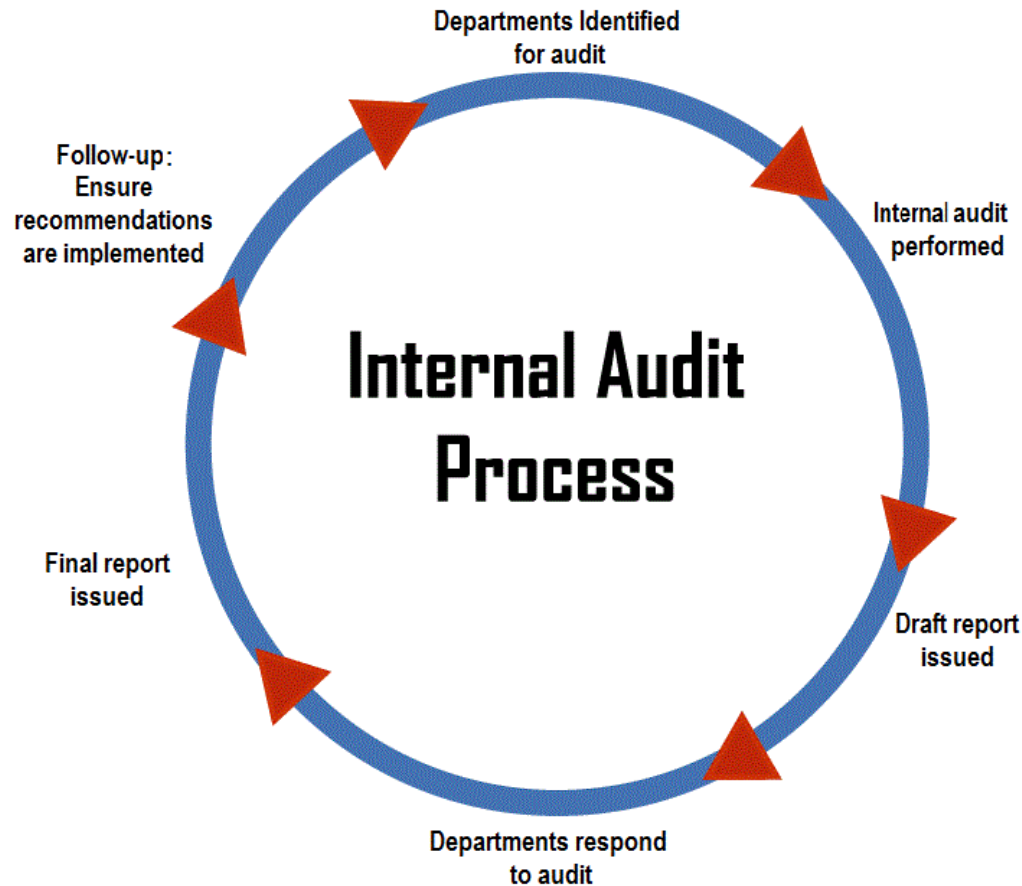 Departments Identified
for audit
Internal audit
performed
Draft report
issued
Departments respond
to audit
Final report
issued
Follow-up:
Ensure
recommendations
are implemented
Internal Audit
Process